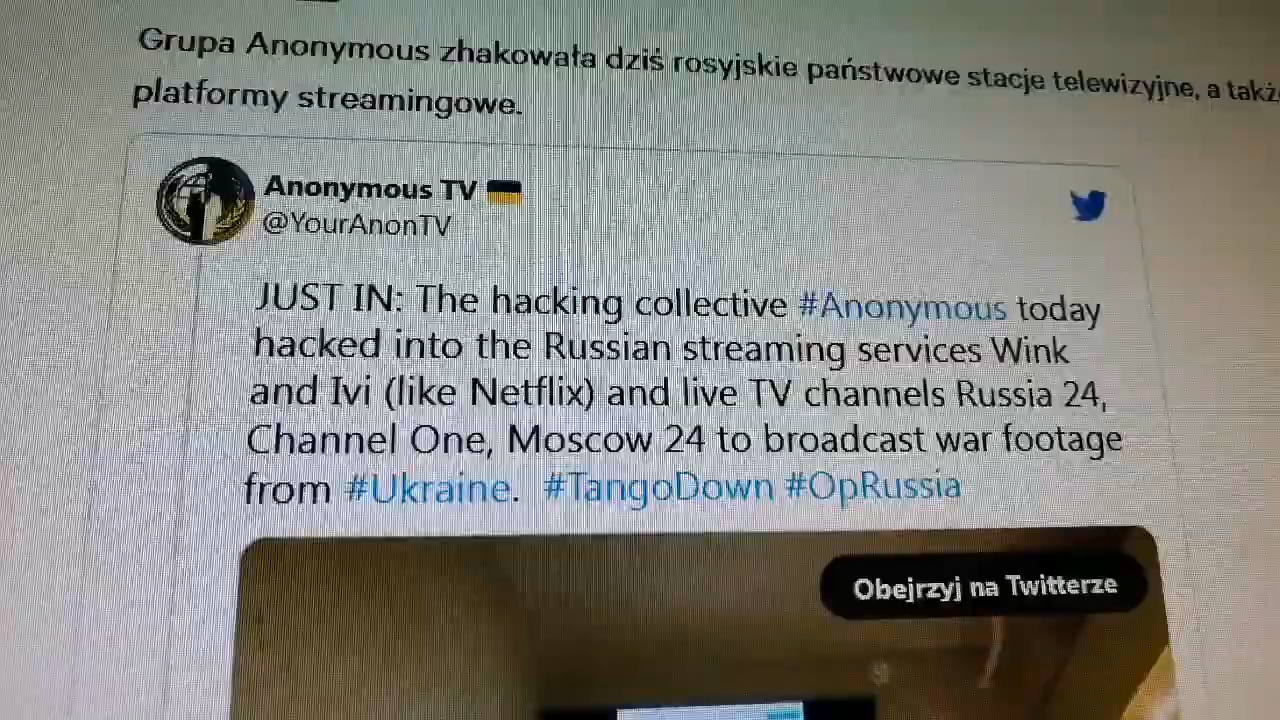 Grupa Anonymous zhakowała dziś rosyjskie państwowe stacje telewizyjne, a takż
platformy streamingowe.
Anonymous TV
@YourAnonTV
JUST IN: The hacking collective #Anonymous today
hacked into the Russian streaming services Wink
and Ivi (like Netflix) and live TV channels Russia 24,
Channel One, Moscow 24 to broadcast war footage
from #Ukraine. #TangoDown #OpRussia
Obejrzyj na Twitterze